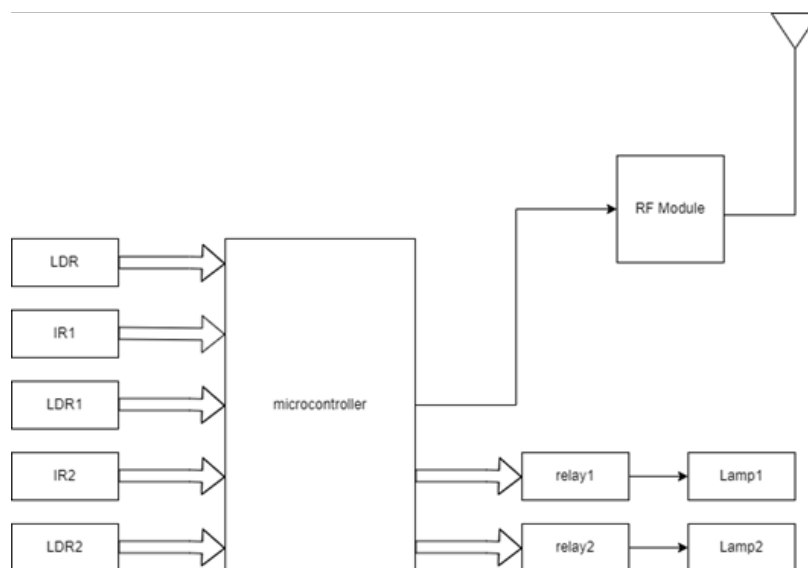 RF Module
LDR
IR1
LDR1
microcontroller
IR2
relay1
Lamp1
LDR2
relay2
Lamp2